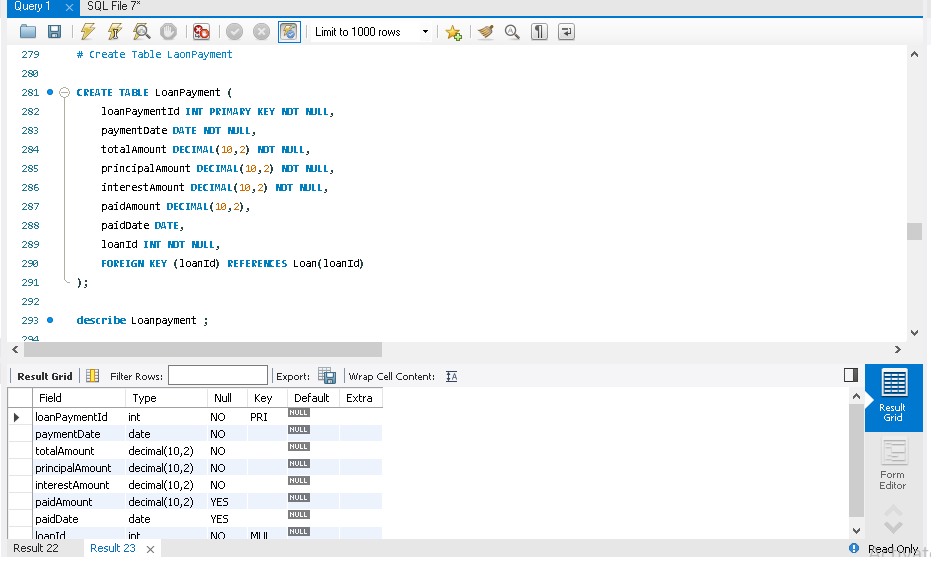 Query 1 × SQL File 7*
Limit to 1000 rows
279 # Create Table LaonPayment
280
281 CREATE TABLE LoanPayment (
282 loanPaymentId INT PRIMARY KEY NOT NULL,
283 paymentDate DATE NOT NULL,
284 totalAmount DECIMAL(10,2) NOT NULL,
285 principalAmount DECIMAL(10,2) NOT NULL,
286 interestAmount DECIMAL(10,2) NOT NULL,
287 paidAmount DECIMAL(10,2),
288 paidDate DATE,
289 loanId INT NOT NULL,
290 FOREIGN KEY (loanId) REFERENCES Loan(loanId)
291 );
292
293 describe Loanpayment ;
294
Result Grid Filter Rows: Export: Wrap Cell Content: IA
Field Type Null Key Default Extra
loanPaymentId int NO PRI NULL
paymentDate date NO NULL
totalAmount decimal(10,2) NO NULL
principalAmount decimal(10,2) NO NULL
interestAmount decimal(10,2) NO NULL
paidAmount decimal(10,2) YES NULL
paidDate date YES NULL
loanId int NO MUL NULL
Result
Grid
Form
Editor
Result 22 Result 23 × Read Only